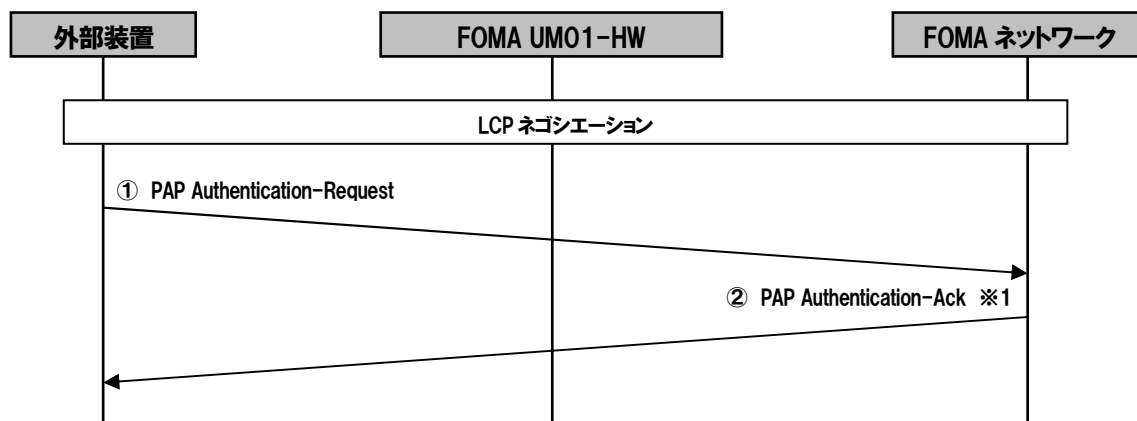 外部装置
FOMA UM01-HW
FOMA ネットワーク
LCP ネゴシエーション
① PAP Authentication-Request
② PAP Authentication-Ack ※1